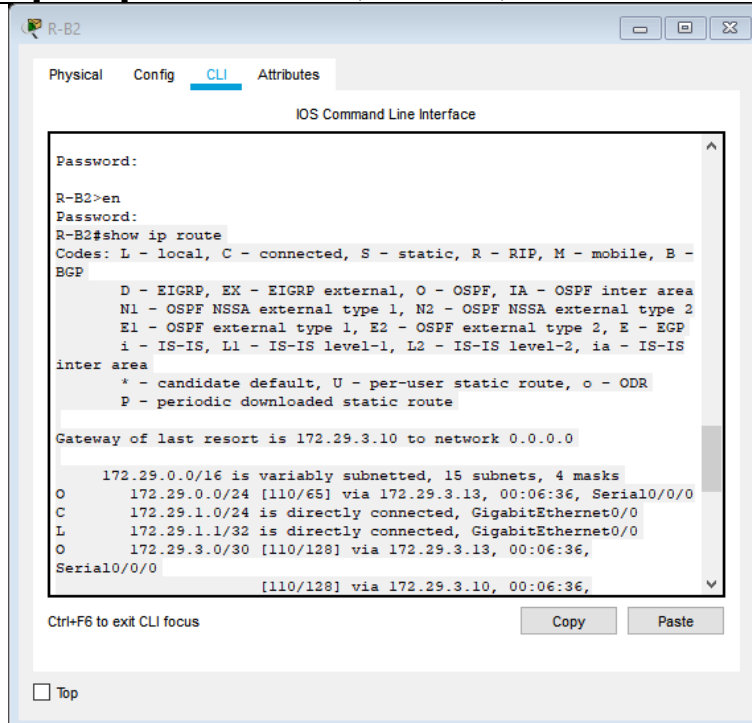 R-B2
Physical Config CLI Attributes
IOS Command Line Interface
Password:
R-B2>en
Password:
R-B2#show ip route
Codes: L - local, C - connected, S - static, R - RIP, M - mobile, B -
BGP
       D - EIGRP, EX - EIGRP external, O - OSPF, IA - OSPF inter area
       N1 - OSPF NSSA external type 1, N2 - OSPF NSSA external type 2
       E1 - OSPF external type 1, E2 - OSPF external type 2, E - EGP
       i - IS-IS, L1 - IS-IS level-1, L2 - IS-IS level-2, ia - IS-IS
inter area
       * - candidate default, U - per-user static route, o - ODR
       P - periodic downloaded static route
Gateway of last resort is 172.29.3.10 to network 0.0.0.0
     172.29.0.0/16 is variably subnetted, 15 subnets, 4 masks
O       172.29.0.0/24 [110/65] via 172.29.3.13, 00:06:36, Serial0/0/0
C       172.29.1.0/24 is directly connected, GigabitEthernet0/0
L       172.29.1.1/32 is directly connected, GigabitEthernet0/0
O       172.29.3.0/30 [110/128] via 172.29.3.13, 00:06:36,
Serial0/0/0
                      [110/128] via 172.29.3.10, 00:06:36,
Ctrl+F6 to exit CLI focus Copy Paste
Top